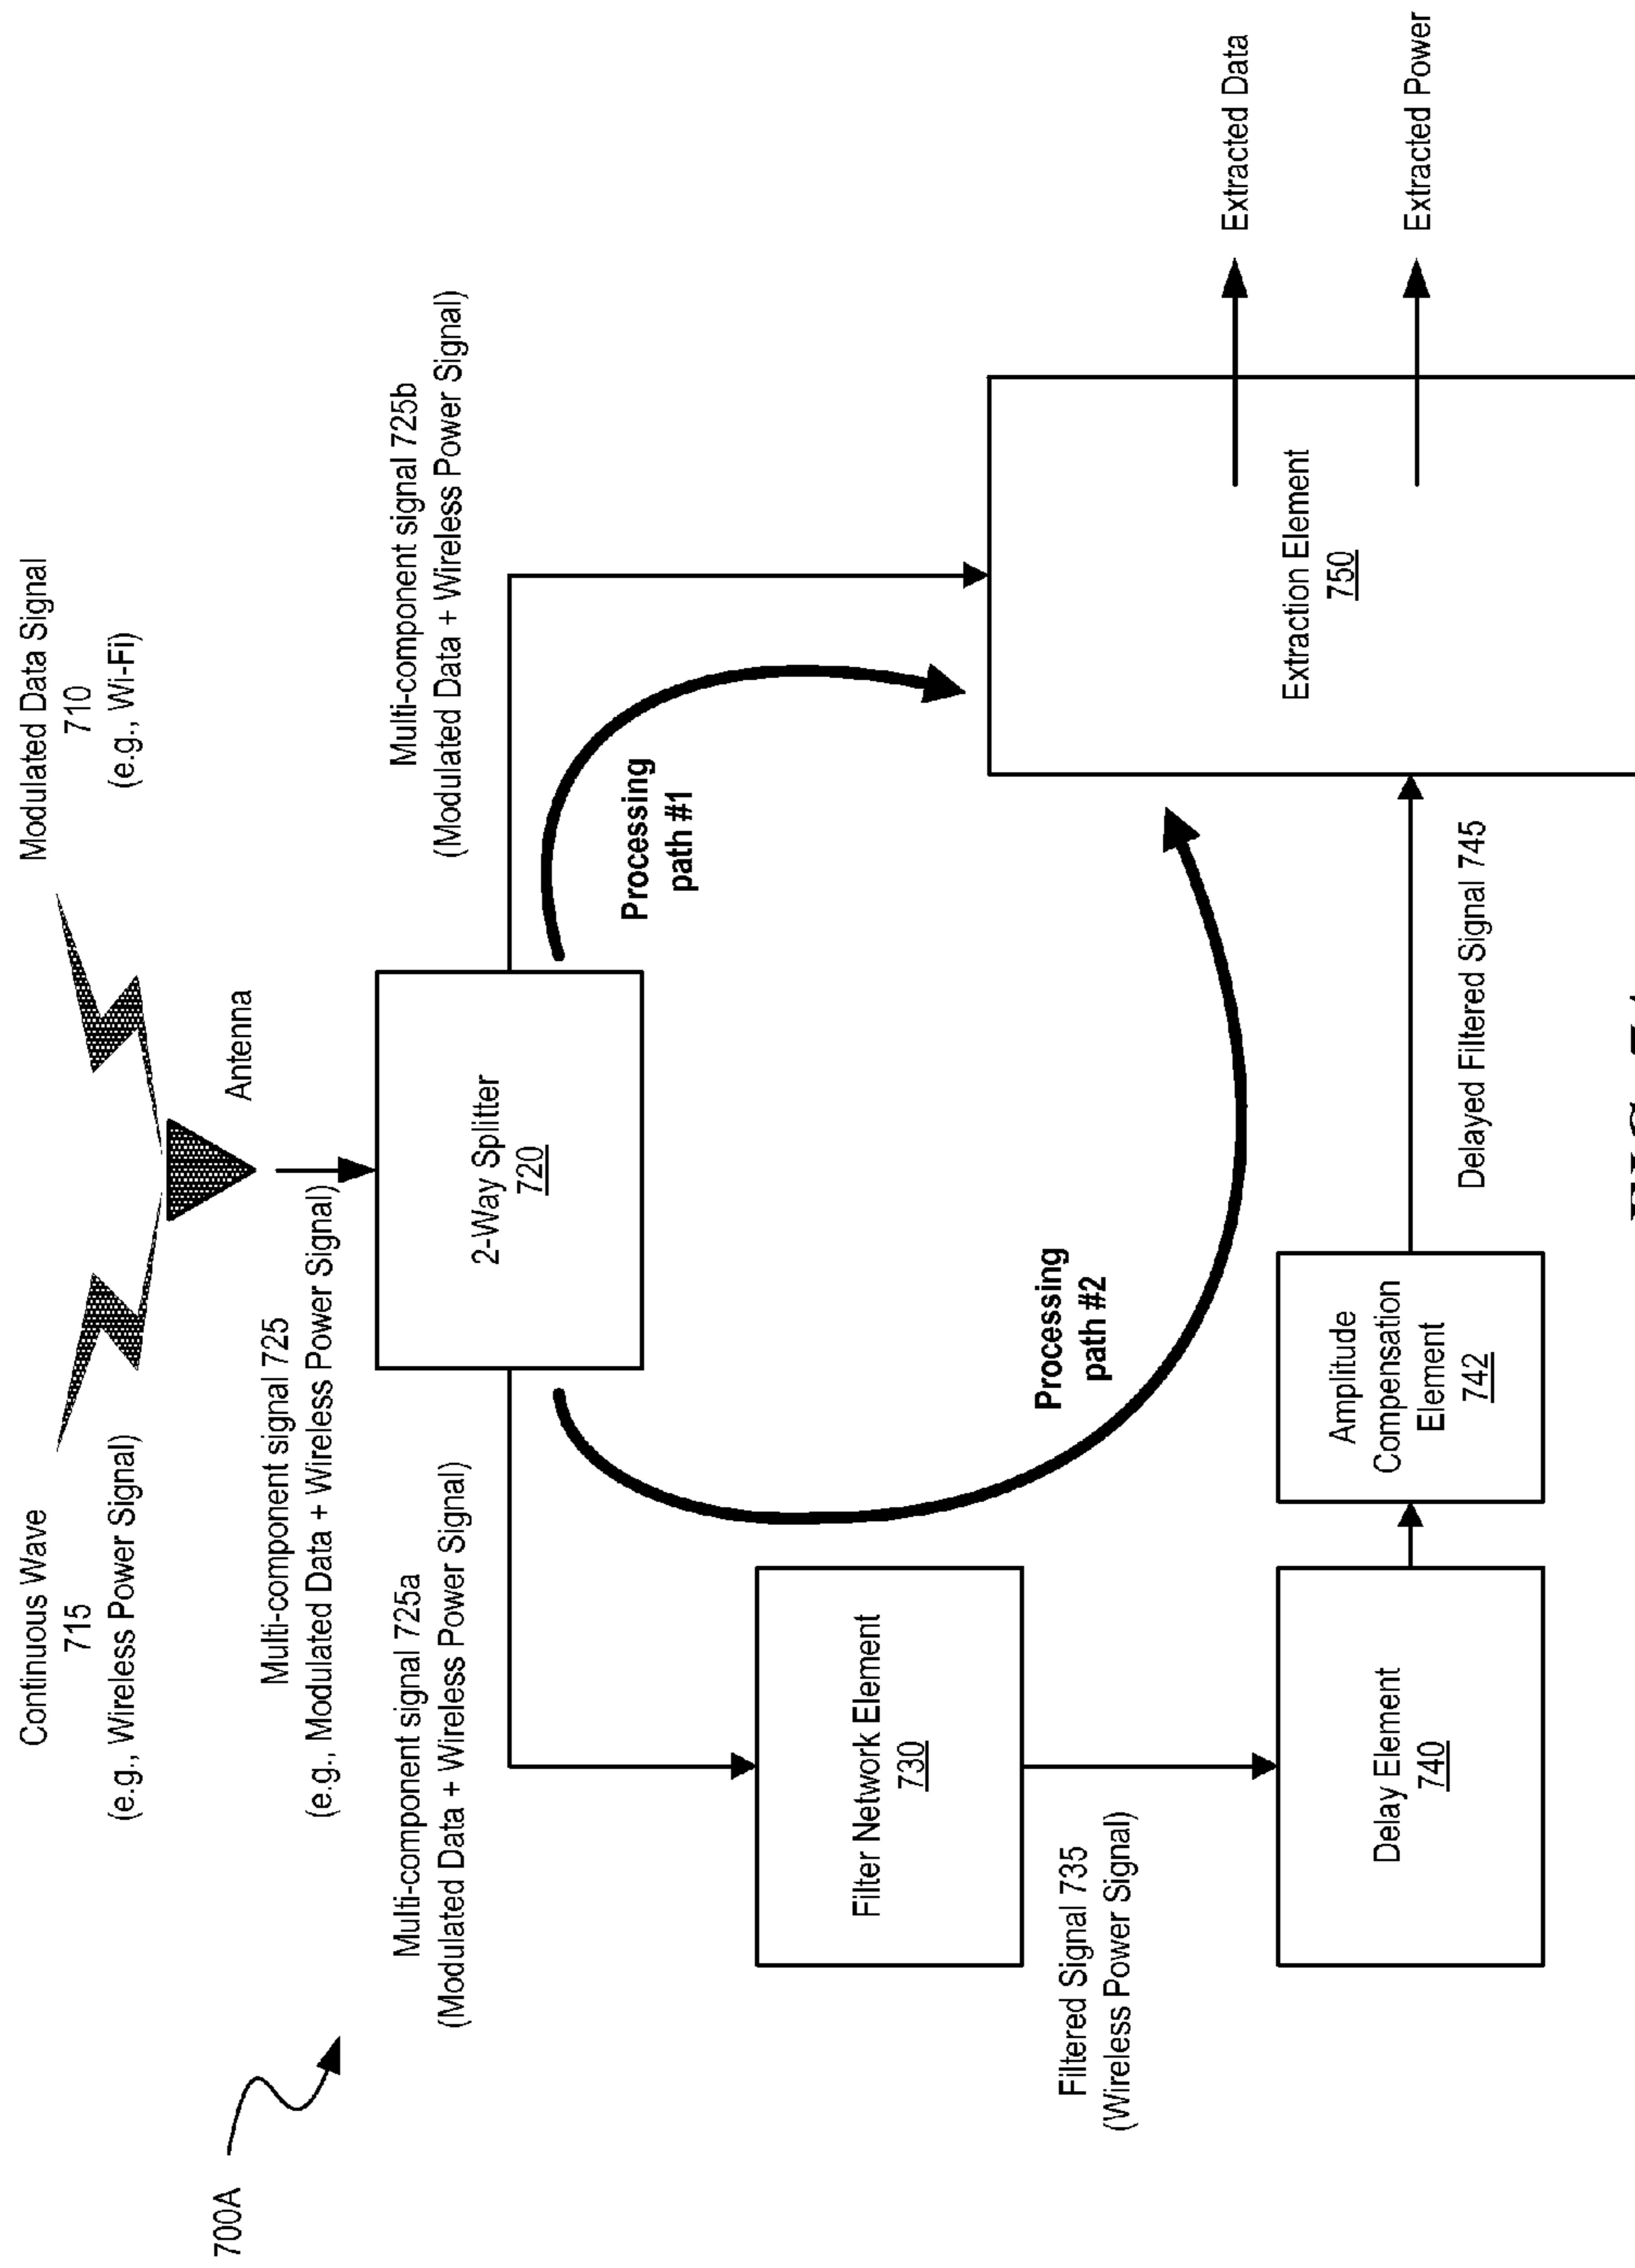 700A
Continuous Wave
715
(e.g., Wireless Power Signal)
Modulated Data Signal
710
(e.g., Wi-Fi)
Antenna
Multi-component signal 725
(e.g., Modulated Data + Wireless Power Signal)
2-Way Splitter
720
Multi-component signal 725a
(Modulated Data + Wireless Power Signal)
Multi-component signal 725b
(Modulated Data + Wireless Power Signal)
Processing
path #1
Filter Network Element
730
Processing
path #2
Filtered Signal 735
(Wireless Power Signal)
Delay Element
740
Amplitude
Compensation
Element
742
Delayed Filtered Signal 745
Extraction Element
750
Extracted Data
Extracted Power